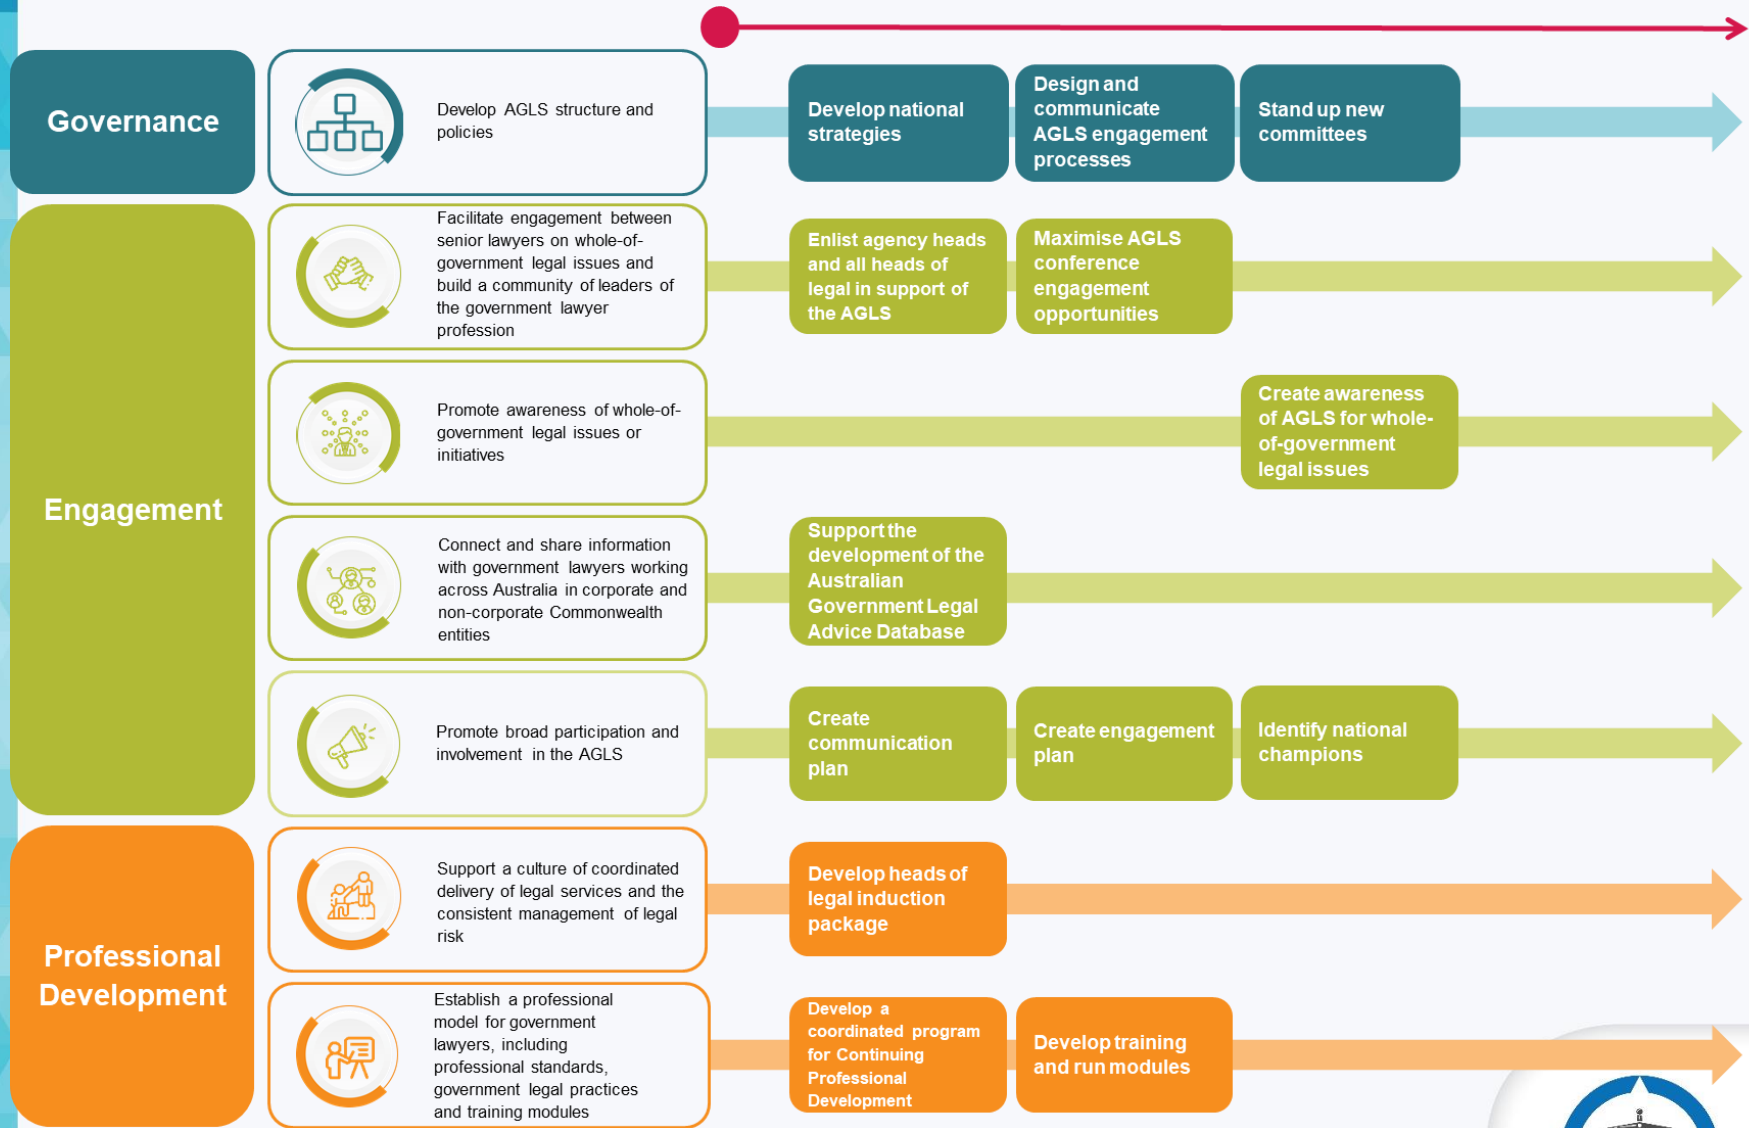 Governance
Develop AGLS structure and
policies
Develop national
strategies
Design and
communicate
AGLS engagement
processes
Stand up new
committees
Engagement
Facilitate engagement between
senior lawyers on whole-of-
government legal issues and
build a community of leaders of
the government lawyer
profession
Enlist agency heads
and all heads of
legal in support of
the AGLS
Maximise AGLS
conference
engagement
opportunities
Promote awareness of whole-of-
government legal issues or
initiatives
Create awareness
of AGLS for whole-
of-government
legal issues
Connect and share information
with government lawyers working
across Australia in corporate and
non-corporate Commonwealth
entities
Support the
development of the
Australian
Government Legal
Advice Database
Promote broad participation and
involvement in the AGLS
Create
communication
plan
Create engagement
plan
Identify national
champions
Professional
Development
Support a culture of coordinated
delivery of legal services and the
consistent management of legal
risk
Develop heads of
legal induction
package
Establish a professional
model for government
lawyers, including
professional standards,
government legal practices
and training modules
Develop a
coordinated program
for Continuing
Professional
Development
Develop training
and run modules